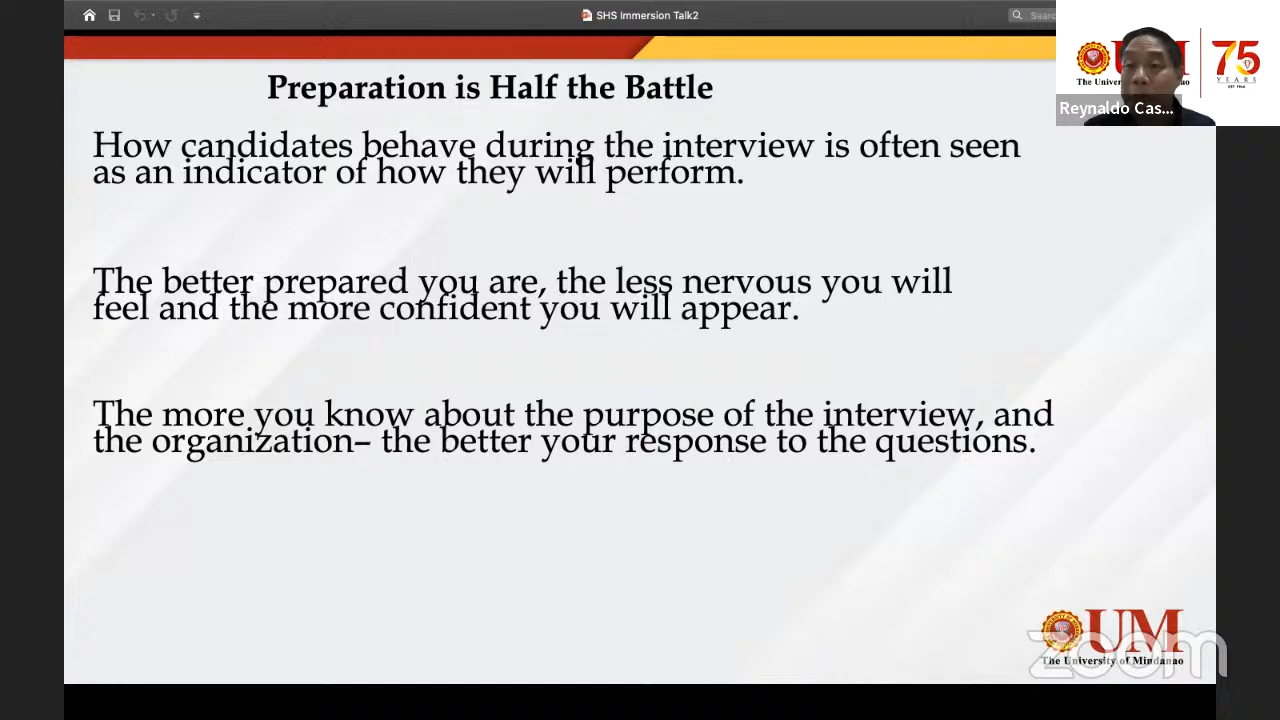 SHS Immersion Talk2
Preparation is Half the Battle
How candidates behave during the interview is often seen
as an indicator of how they will perform.
The better prepared you are, the less nervous you will
feel and the more confident you will appear.
The more you know about the purpose of the interview, and
the organization– the better your response to the questions.
75
YEARS
Reynaldo Cas...
UM
The University of Mindanao
zoom